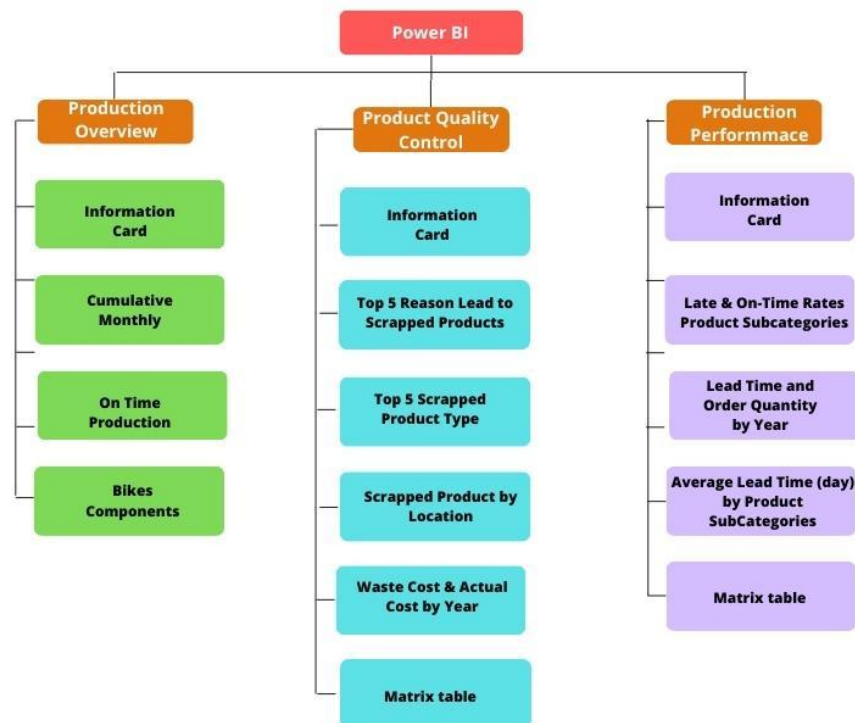 Power BI
Production
Overview
Information
Card
Cumulative
Monthly
On Time
Production
Bikes
Components
Product Quality
Control
Information
Card
Top 5 Reason Lead to
Scrapped Products
Top 5 Scrapped
Product Type
Scrapped Product by
Location
Waste Cost & Actual
Cost by Year
Matrix table
Production
Performmace
Information
Card
Late & On-Time Rates
Product Subcategories
Lead Time and
Order Quantity
by Year
Average Lead Time (day)
by Product
SubCategories
Matrix table